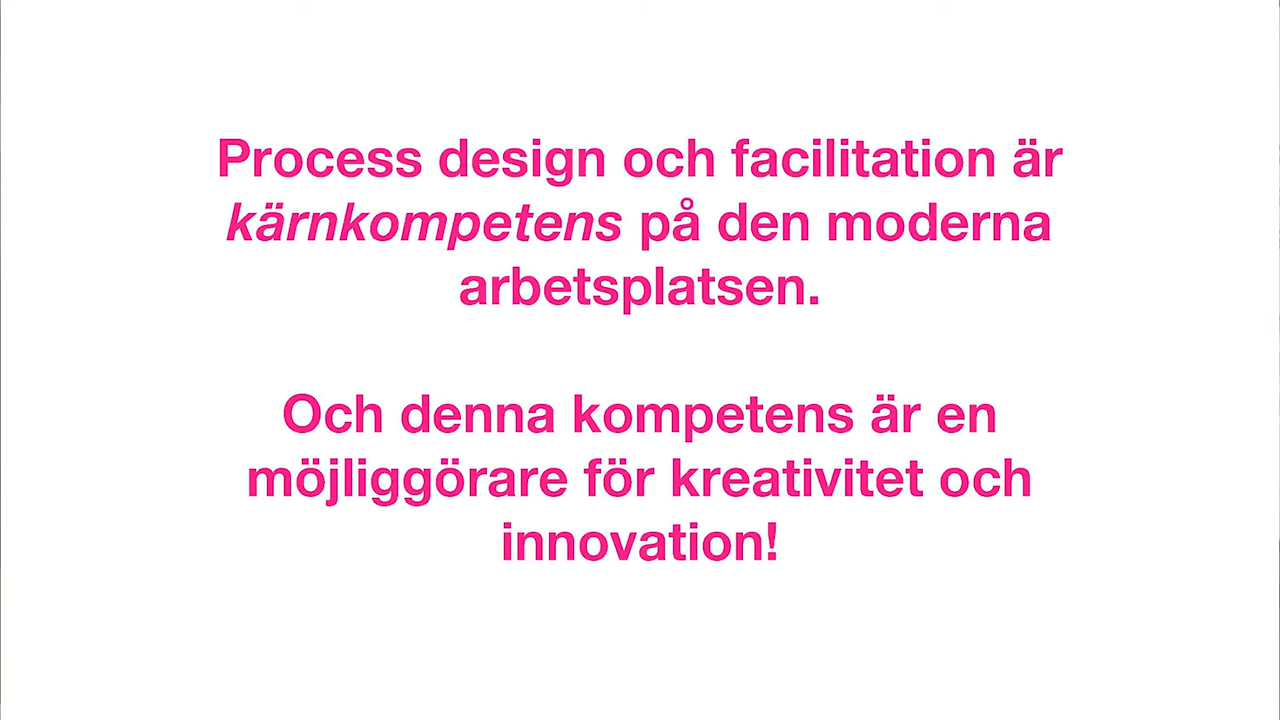 Process design och facilitation är
kärnkompetens på den moderna
arbetsplatsen.
Och denna kompetens är en
möjliggörare för kreativitet och
innovation!